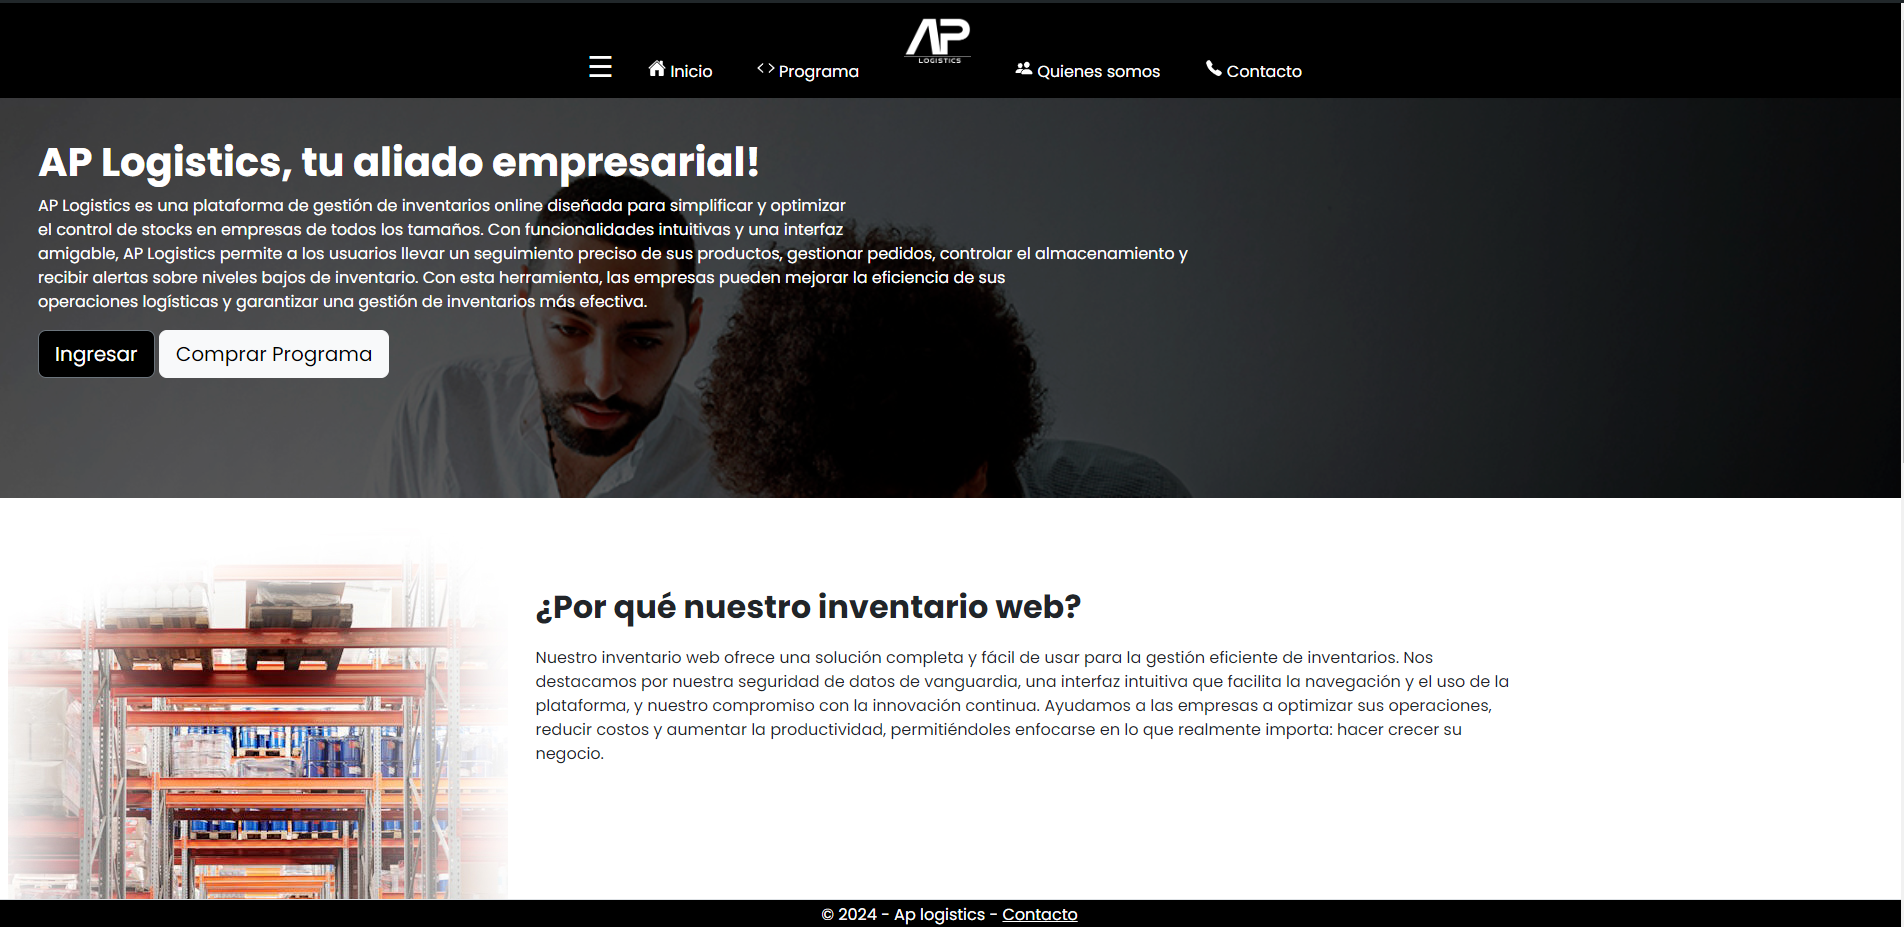 AP
LOGISTICS
Inicio
Programa
Quienes somos
Contacto
AP Logistics, tu aliado empresarial!
AP Logistics es una plataforma de gestión de inventarios online diseñada para simplificar y optimizar
el control de stocks en empresas de todos los tamaños. Con funcionalidades intuitivas y una interfaz
amigable, AP Logistics permite a los usuarios llevar un seguimiento preciso de sus productos, gestionar pedidos, controlar el almacenamiento y
recibir alertas sobre niveles bajos de inventario. Con esta herramienta, las empresas pueden mejorar la eficiencia de sus
operaciones logísticas y garantizar una gestión de inventarios más efectiva.
Ingresar
Comprar Programa
¿Por qué nuestro inventario web?
Nuestro inventario web ofrece una solución completa y fácil de usar para la gestión eficiente de inventarios. Nos
destacamos por nuestra seguridad de datos de vanguardia, una interfaz intuitiva que facilita la navegación y el uso de la
plataforma, y nuestro compromiso con la innovación continua. Ayudamos a las empresas a optimizar sus operaciones,
reducir costos y aumentar la productividad, permitiéndoles enfocarse en lo que realmente importa: hacer crecer su
negocio.
© 2024 - Ap logistics - Contacto